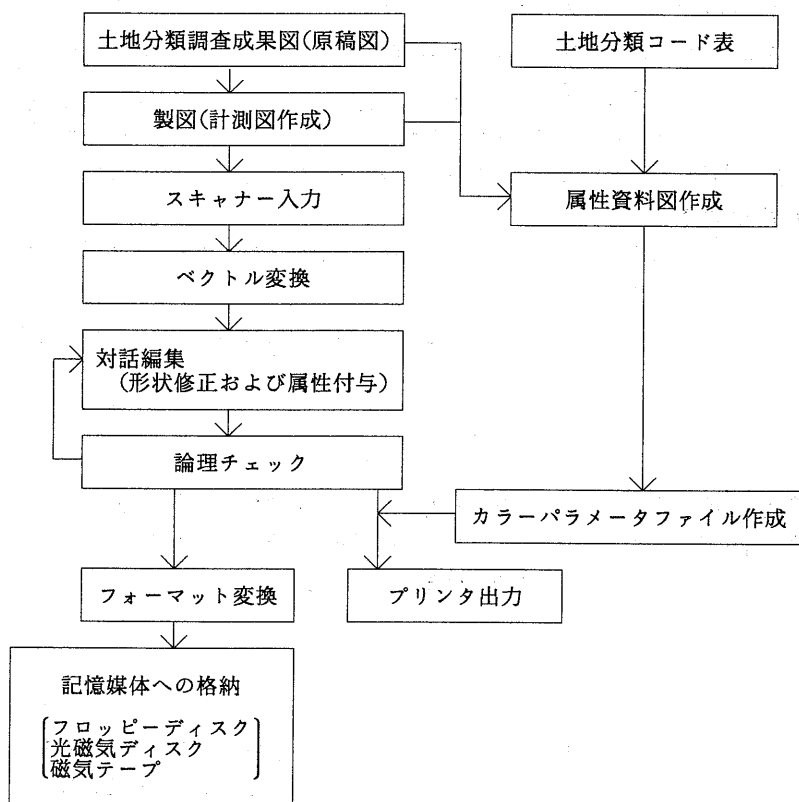 土地分類調査成果図(原稿図)
土地分類コード表
製図(計測図作成)
スキャナー入力
属性資料図作成
ベクトル変換
対話編集
(形状修正および属性付与)
論理チェック
カラーパラメータファイル作成
フォーマット変換
プリンタ出力
記憶媒体への格納
フロッピーディスク
光磁気ディスク
磁気テープ